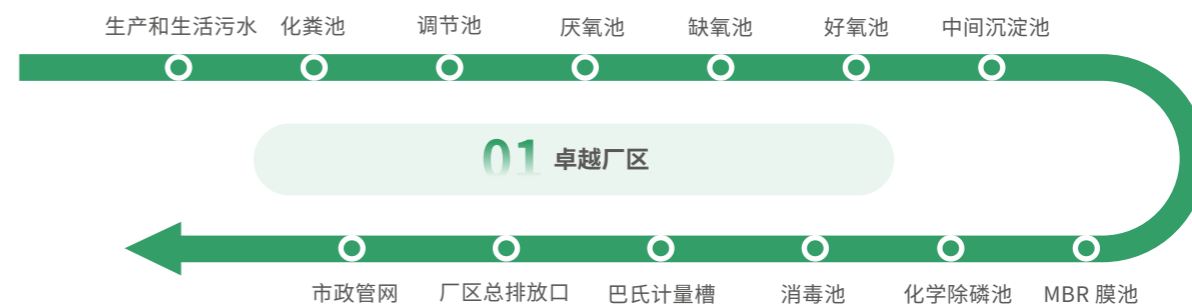 生产和生活污水 化粪池 调节池 厌氧池 缺氧池 好氧池 中间沉淀池
01 卓越厂区
市政管网 厂区总排放口 巴氏计量槽 消毒池 化学除磷池 MBR 膜池